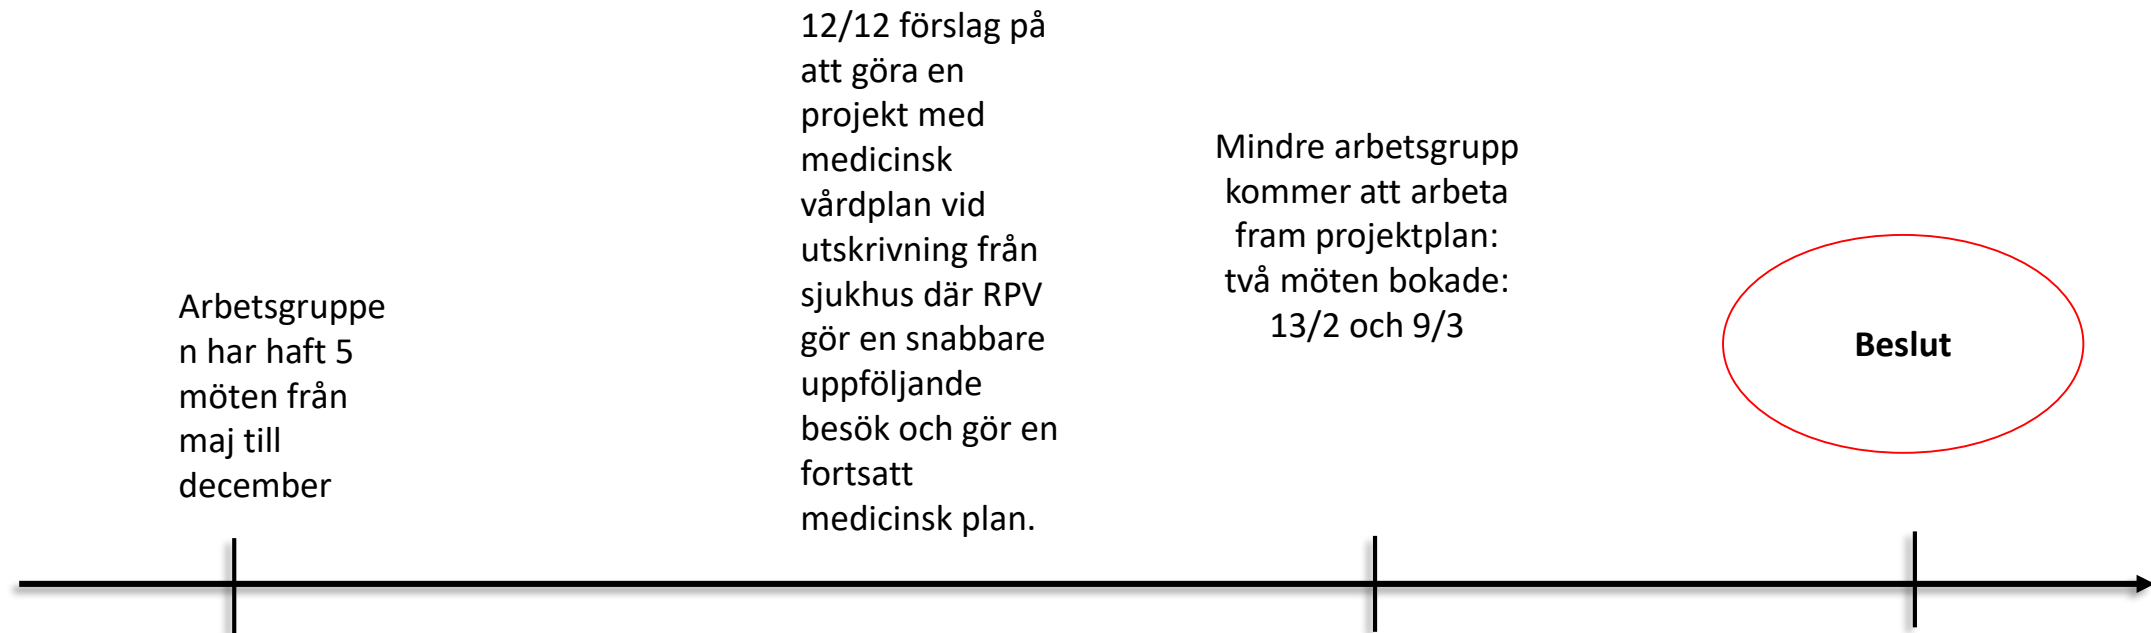 Arbetsgruppe
n har haft 5
möten från
maj till
december
12/12 förslag på
att göra en
projekt med
medicinsk
vårdplan vid
utskrivning från
sjukhus där RPV
gör en snabbare
uppföljande
besök och gör en
fortsatt
medicinsk plan.
Mindre arbetsgrupp
kommer att arbeta
fram projektplan:
två möten bokade:
13/2 och 9/3
Beslut